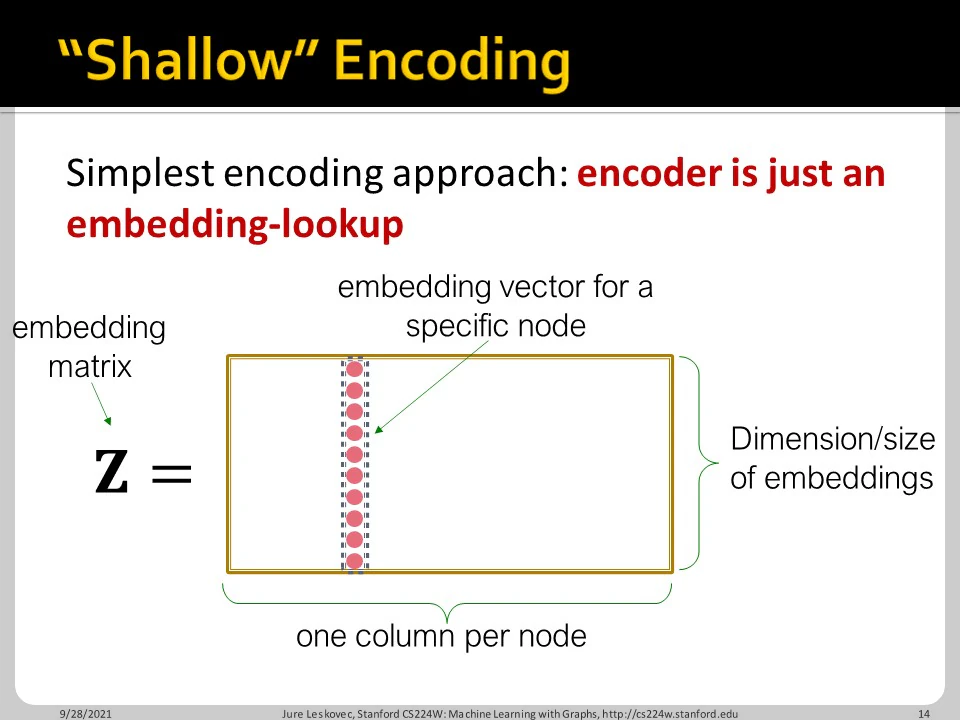 “Shallow” Encoding
Simplest encoding approach: encoder is just an
embedding-lookup
embedding vector for a
specific node
embedding
matrix
Z =
Dimension/size
of embeddings
one column per node
9/28/2021
Jure Leskovec, Stanford CS224W: Machine Learning with Graphs, http://cs224w.stanford.edu
14